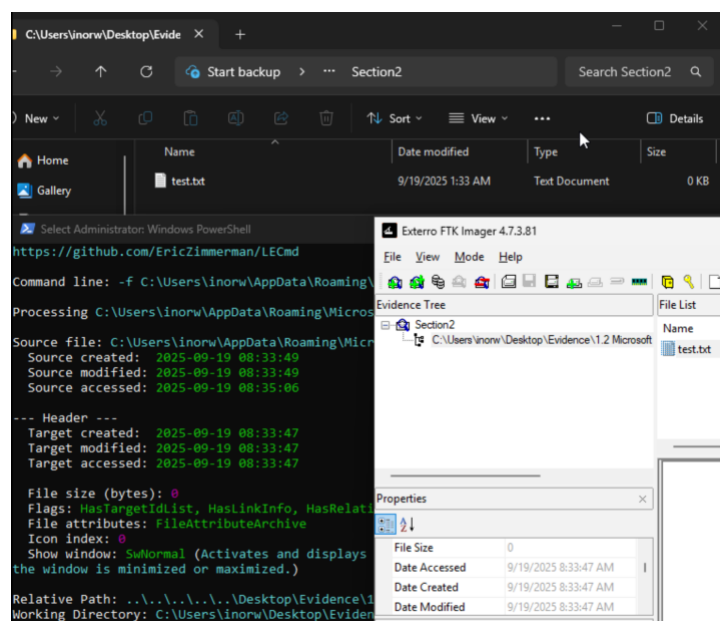 C:\Users\inorw\Desktop\Evide
Start backup > ··· Section2
Search Section2
New
Sort
View
···
Details
Home
Gallery
Name
Date modified
Type
Size
test.txt
9/19/2025 1:33 AM
Text Document
0 KB
Select Administrator: Windows PowerShell
https://github.com/EricZimmerman/LECmd
Command line: -f C:\Users\inorw\AppData\Roaming\
Processing C:\Users\inorw\AppData\Roaming\Micros
Source file: C:\Users\inorw\AppData\Roaming\Micr
Source created:  2025-09-19 08:33:49
Source modified: 2025-09-19 08:33:49
Source accessed: 2025-09-19 08:35:06
--- Header ---
Target created:  2025-09-19 08:33:47
Target modified: 2025-09-19 08:33:47
Target accessed: 2025-09-19 08:33:47
File size (bytes): 0
Flags: HasTargetIdList, HasLinkInfo, HasRelati
File attributes: FileAttributeArchive
Icon index: 0
Show window: SwNormal (Activates and displays
the window is minimized or maximized.)
Relative Path: ..\..\..\..\..\Desktop\Evidence\1
Working Directory: C:\Users\inorw\Desktop\Eviden
Exterro FTK Imager 4.7.3.81
File View Mode Help
Evidence Tree
Section2
C:\Users\inorw\Desktop\Evidence\1.2 Microsoft
File List
Name
test.txt
Properties
File Size 0
Date Accessed 9/19/2025 8:33:47 AM
Date Created 9/19/2025 8:33:47 AM
Date Modified 9/19/2025 8:33:47 AM